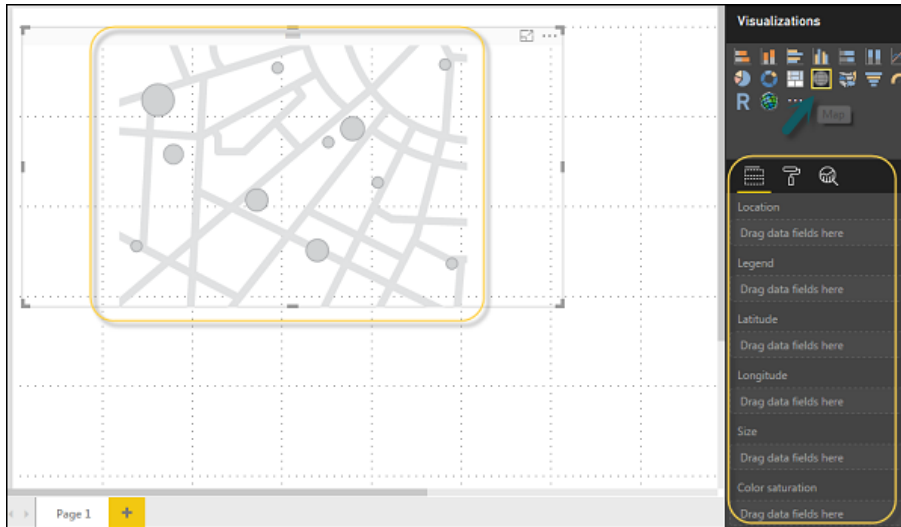 Visualizations
R
Map
Location
Drag data fields here
Legend
Drag data fields here
Latitude
Drag data fields here
Longitude
Drag data fields here
Size
Drag data fields here
Color saturation
Drag data fields here
Page 1